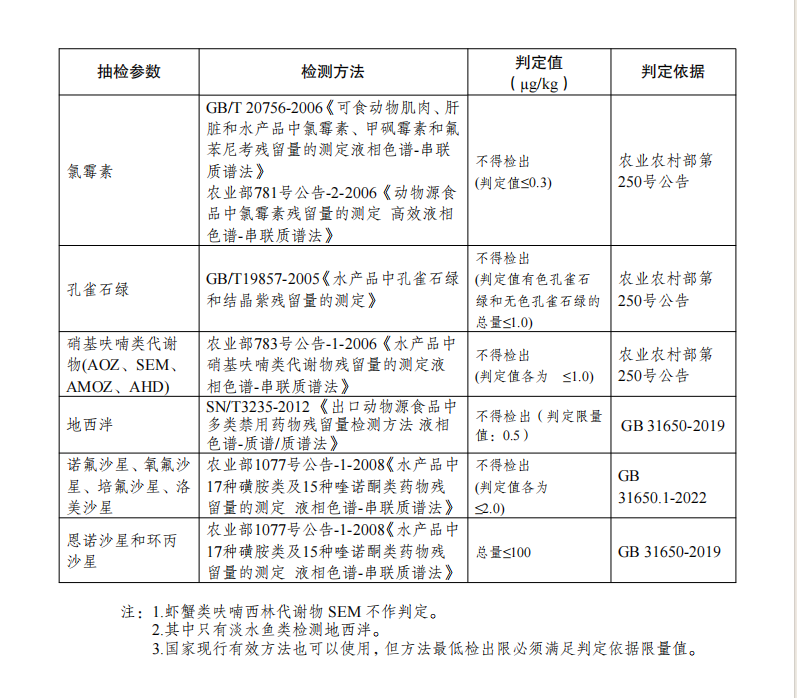 抽检参数 检测方法 判定值 判定依据
（μg/kg）
氯霉素
GB/T 20756-2006《可食动物肌肉、肝
脏和水产品中氯霉素、甲砜霉素和氟
苯尼考残留量的测定液相色谱-串联
质谱法》
农业部781号公告-2-2006《动物源食
品中氯霉素残留量的测定 高效液相
色谱-串联质谱法》
不得检出
(判定值≤0.3)
农业农村部第
250号公告
孔雀石绿
GB/T19857-2005《水产品中孔雀石绿
和结晶紫残留量的测定》
不得检出
(判定值有色孔雀石
绿和无色孔雀石绿的
总量≤1.0)
农业农村部第
250号公告
硝基呋喃类代谢
物(AOZ、SEM、
AMOZ、AHD)
农业部783号公告-1-2006《水产品中
硝基呋喃类代谢物残留量的测定液
相色谱-串联质谱法》
不得检出
(判定值各为 ≤1.0)
农业农村部第
250号公告
地西泮
SN/T3235-2012 《出口动物源食品中
多类禁用药物残留量检测方法 液相
色谱-质谱/质谱法》
不得检出（判定限量
值：0.5）
GB 31650-2019
诺氟沙星、氧氟沙
星、培氟沙星、洛
美沙星
农业部1077号公告-1-2008《水产品中
17种磺胺类及15种喹诺酮类药物残
留量的测定 液相色谱-串联质谱法》
不得检出
(判定值各为
≤2.0)
GB
31650.1-2022
恩诺沙星和环丙
沙星
农业部1077号公告-1-2008《水产品中
17种磺胺类及15种喹诺酮类药物残
留量的测定 液相色谱-串联质谱法》
总量≤100
GB 31650-2019
注：1.虾蟹类呋喃西林代谢物 SEM 不作判定。
2.其中只有淡水鱼类检测地西泮。
3.国家现行有效方法也可以使用，但方法最低检出限必须满足判定依据限量值。